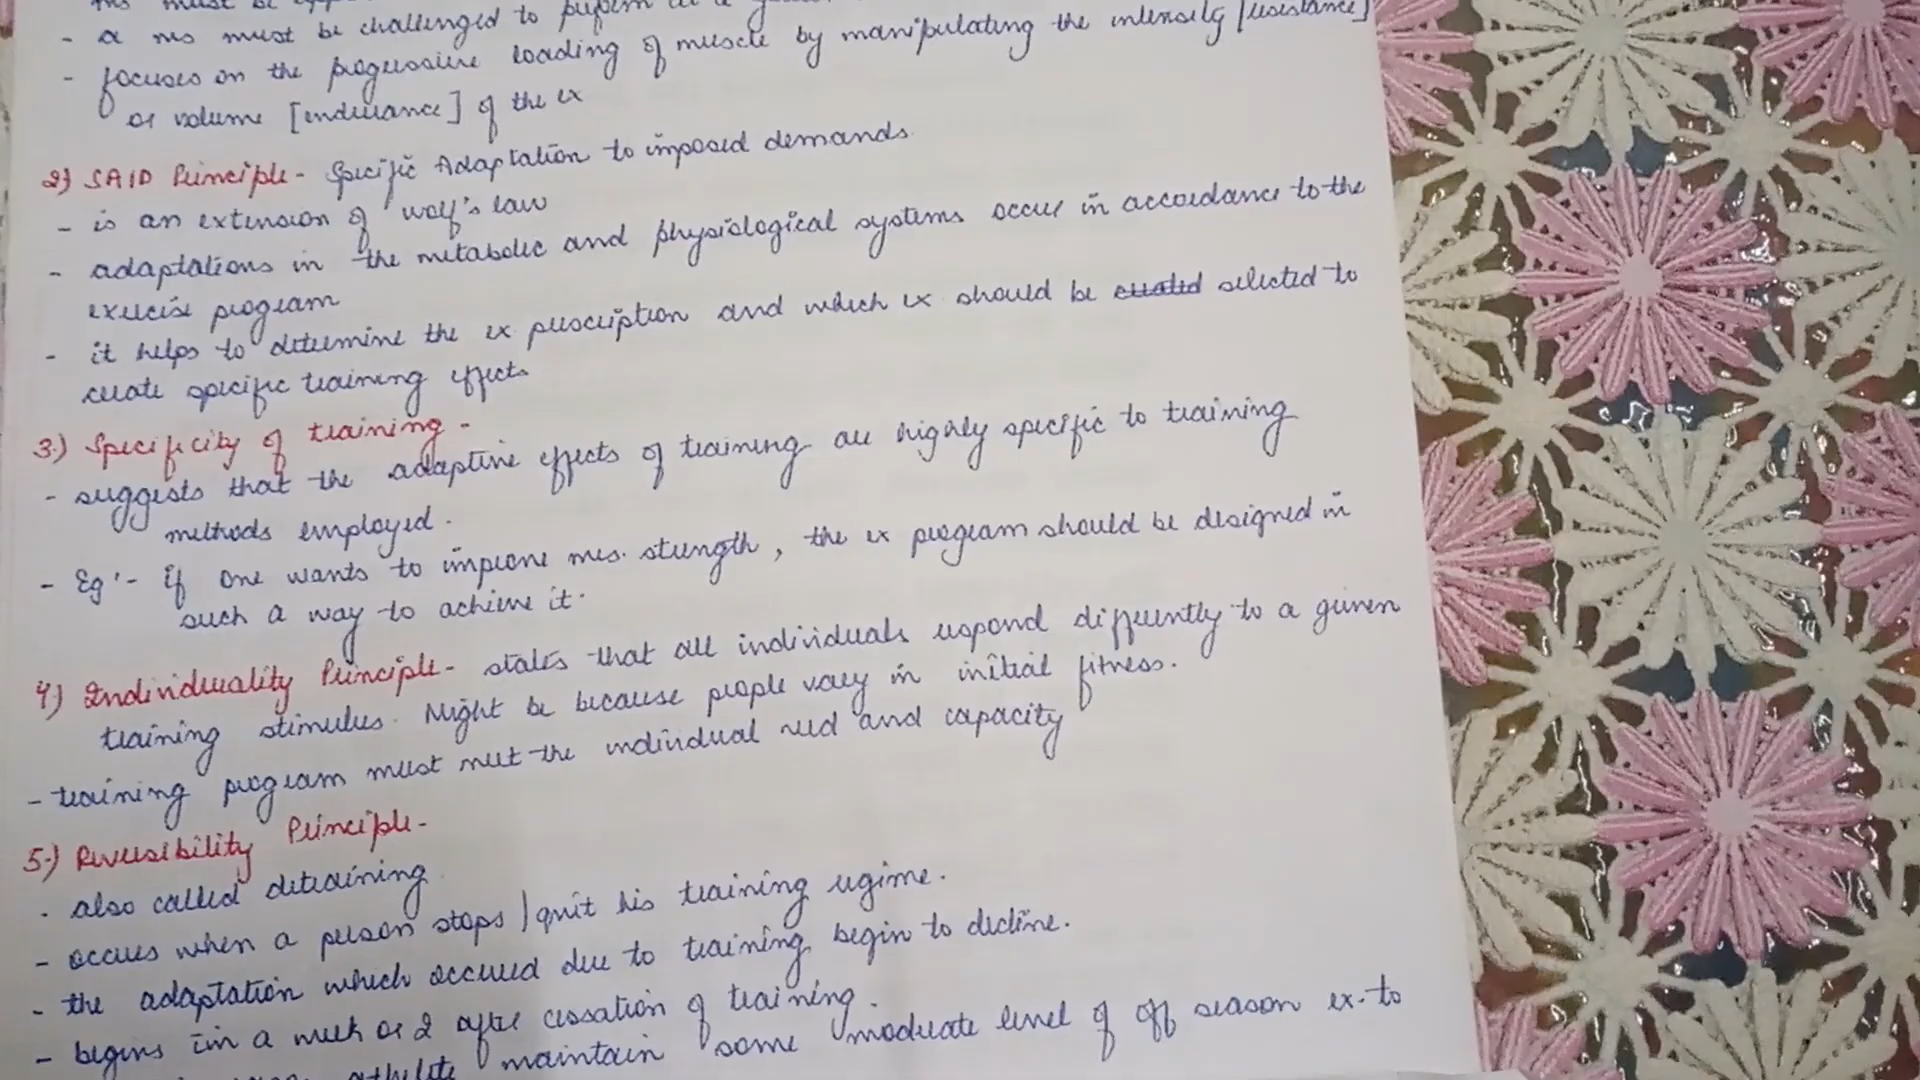 - a ms must be challenged to perform at a
- focuses on the progressive loading of muscle by manipulating the intensity [resistance]
or volume [endurance] of the ex
2) SAID Principle - Specific Adaptation to imposed demands
- is an extension of wolf's law
- adaptations in the metabolic and physiological systems occur in accordance to the
exercise program
- it helps to determine the ex prescription and which ex should be created selected to
create specific training effects
3.) Specificity of training -
- suggests that the adaptive effects of training are highly specific to training
methods employed.
- Eg:- if one wants to improve ms. strength, the ex program should be designed in
such a way to achieve it.
4) Individuality Principle - states that all individuals respond differently to a given
training stimulus. Might be because people vary in initial fitness.
- training program must meet the individual need and capacity
5.) Reversibility Principle -
- also called detraining
- occurs when a person stops / quit his training regime.
- the adaptation which occured due to training begin to decline.
- begins in a week or 2 after cessation of training.
athelete maintain some moderate level of off season ex. to